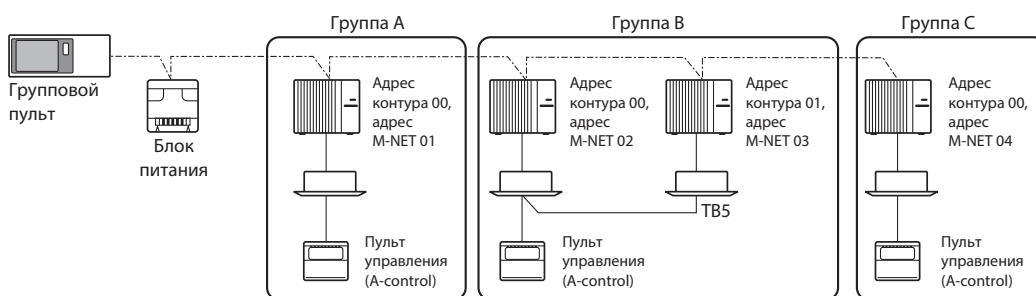 Группа A
Группа B
Группа C
Групповой
пульт
Блок
питания
Адрес
контура 00,
адрес
M-NET 01
Адрес
контура 00,
адрес
M-NET 02
Адрес
контура 01,
адрес
M-NET 03
Адрес
контура 00,
адрес
M-NET 04
TB5
Пульт
управления
(A-control)
Пульт
управления
(A-control)
Пульт
управления
(A-control)